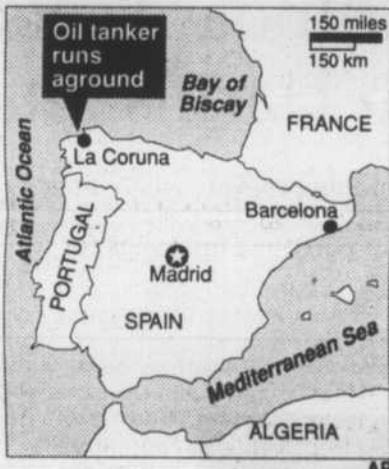 Oil tanker
runs
aground
150 miles
150 km
Bay of
Biscay
FRANCE
La Coruna
Atlantic Ocean
PORTUGAL
Barcelona
Madrid
SPAIN
Mediterranean Sea
ALGERIA